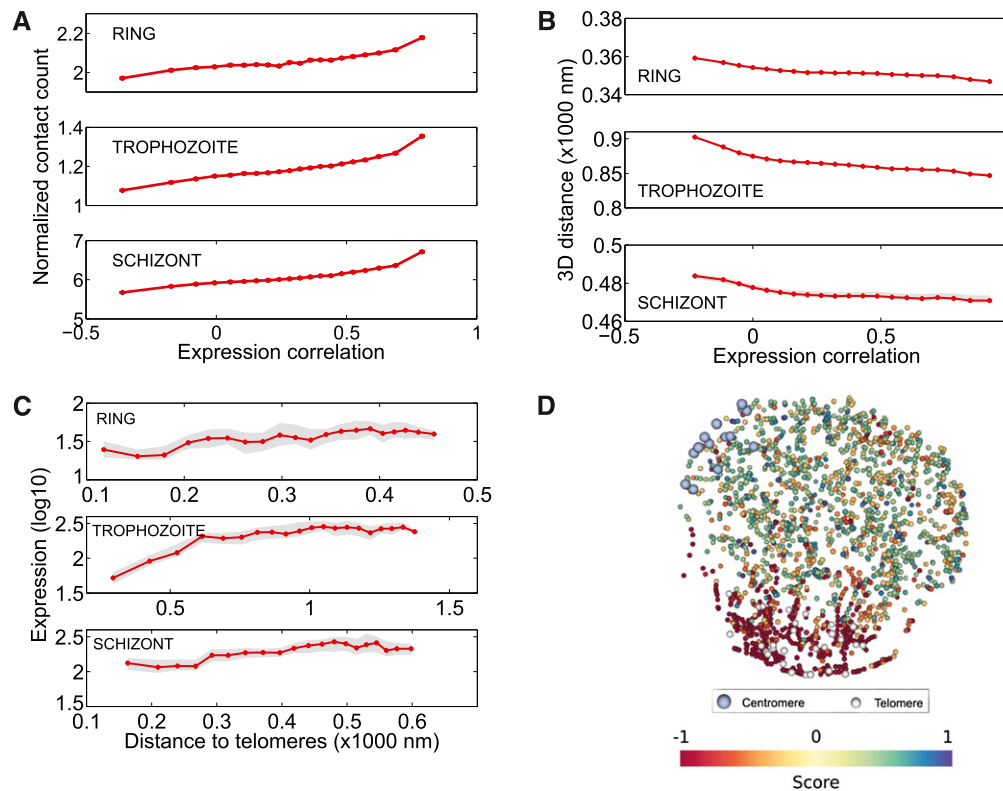 A
Normalized contact count
RING
2.2
2
TROPHOZOITE
1.4
1.2
1
SCHIZONT
7
6
5
−0.5 0 0.5 1
Expression correlation
B
3D distance (x1000 nm)
0.38
0.36
0.34
RING
0.9
0.85
0.8
TROPHOZOITE
0.5
0.48
0.46
SCHIZONT
−0.5 0 0.5
Expression correlation
C
Expression (log10)
RING
2
1.5
1
0.1 0.2 0.3 0.4 0.5
TROPHOZOITE
2.5
2
1.5
0.5 1 1.5
SCHIZONT
2.5
2
1.5
0.1 0.2 0.3 0.4 0.5 0.6
Distance to telomeres (x1000 nm)
D
Centromere Telomere
-1 0 1
Score